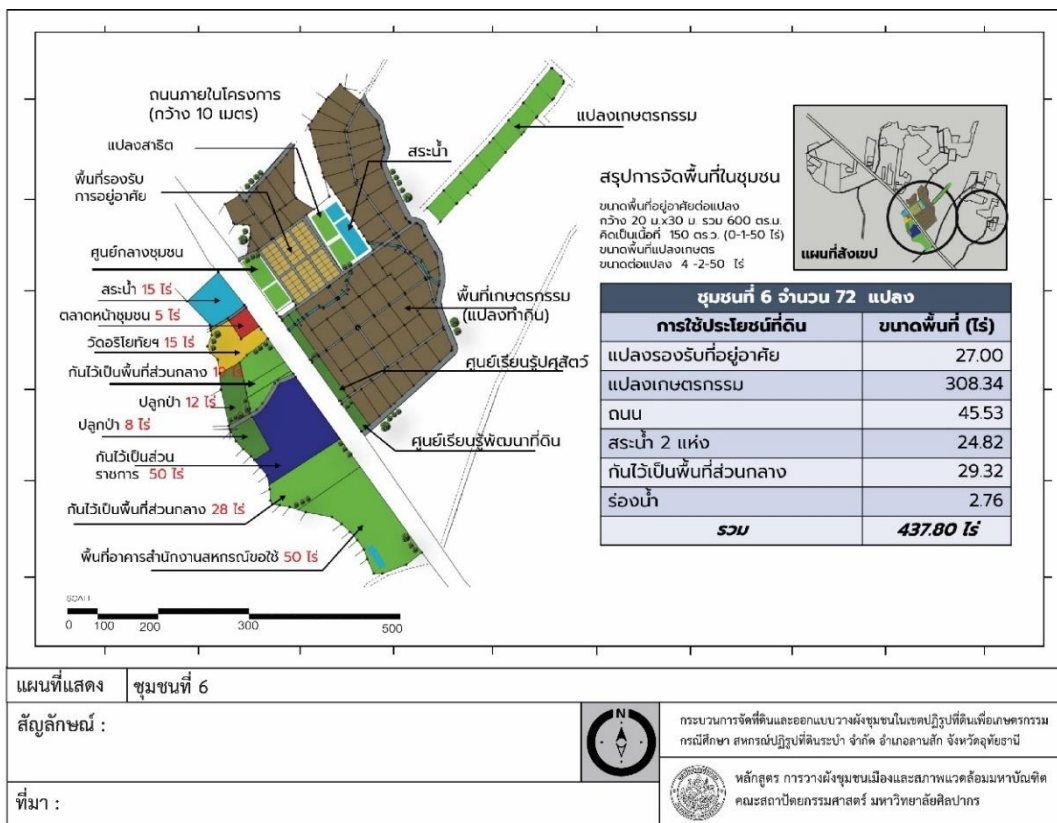 ถนนภายในโครงการ
(กว้าง 10 เมตร)
แปลงสาธิต
สระน้ำ
แปลงเกษตรกรรม
พื้นที่รองรับ
การอยู่อาศัย
ศูนย์กลางชุมชน
สระน้ำ 15 ไร่
ตลาดหน้าชุมชน 5 ไร่
วัดอริโยทัยฯ 15 ไร่
กันไว้เป็นพื้นที่ส่วนกลาง
ไร่
ปลูกป่า 12 ไร่
ปลูกป่า 8 ไร่
กันไว้เป็นส่วน
ราชการ 50 ไร่
กันไว้เป็นพื้นที่ส่วนกลาง 28 ไร่
พื้นที่อาคารสำนักงานสหกรณ์ขอใช้ 50 ไร่
พื้นที่เกษตรกรรม
(แปลงทำกิน)
ศูนย์เรียนรู้ปศุสัตว์
ศูนย์เรียนรู้พัฒนาที่ดิน
สรุปการจัดพื้นที่ในชุมชน
ขนาดพื้นที่อยู่อาศัยต่อแปลง
กว้าง 20 ม.x30 ม. รวม 600 ตร.ม.
คิดเป็นเนื้อที่ 150 ตร.ว. (0-1-50 ไร่)
ขนาดพื้นที่แปลงเกษตร
ขนาดต่อแปลง 4 -2-50 ไร่
แผนที่สังเขป
ชุมชนที่ 6 จำนวน 72 แปลง
การใช้ประโยชน์ที่ดิน ขนาดพื้นที่ (ไร่)
แปลงรองรับที่อยู่อาศัย 27.00
แปลงเกษตรกรรม 308.34
ถนน 45.53
สระน้ำ 2 แห่ง 24.82
กันไว้เป็นพื้นที่ส่วนกลาง 29.32
ร่องน้ำ 2.76
รวม 437.80 ไร่
0 100 200 300 500
แผนที่แสดง ชุมชนที่ 6
สัญลักษณ์ :
ที่มา :
N
กระบวนการจัดที่ดินและออกแบบวางผังชุมชนในเขตปฏิรูปที่ดินเพื่อเกษตรกรรม
กรณีศึกษา สหกรณ์ปฏิรูปที่ดินระบำ จำกัด อำเภอลานสัก จังหวัดอุทัยธานี
หลักสูตร การวางผังชุมชนเมืองและสภาพแวดล้อมมหาบัณฑิต
คณะสถาปัตยกรรมศาสตร์ มหาวิทยาลัยศิลปากร